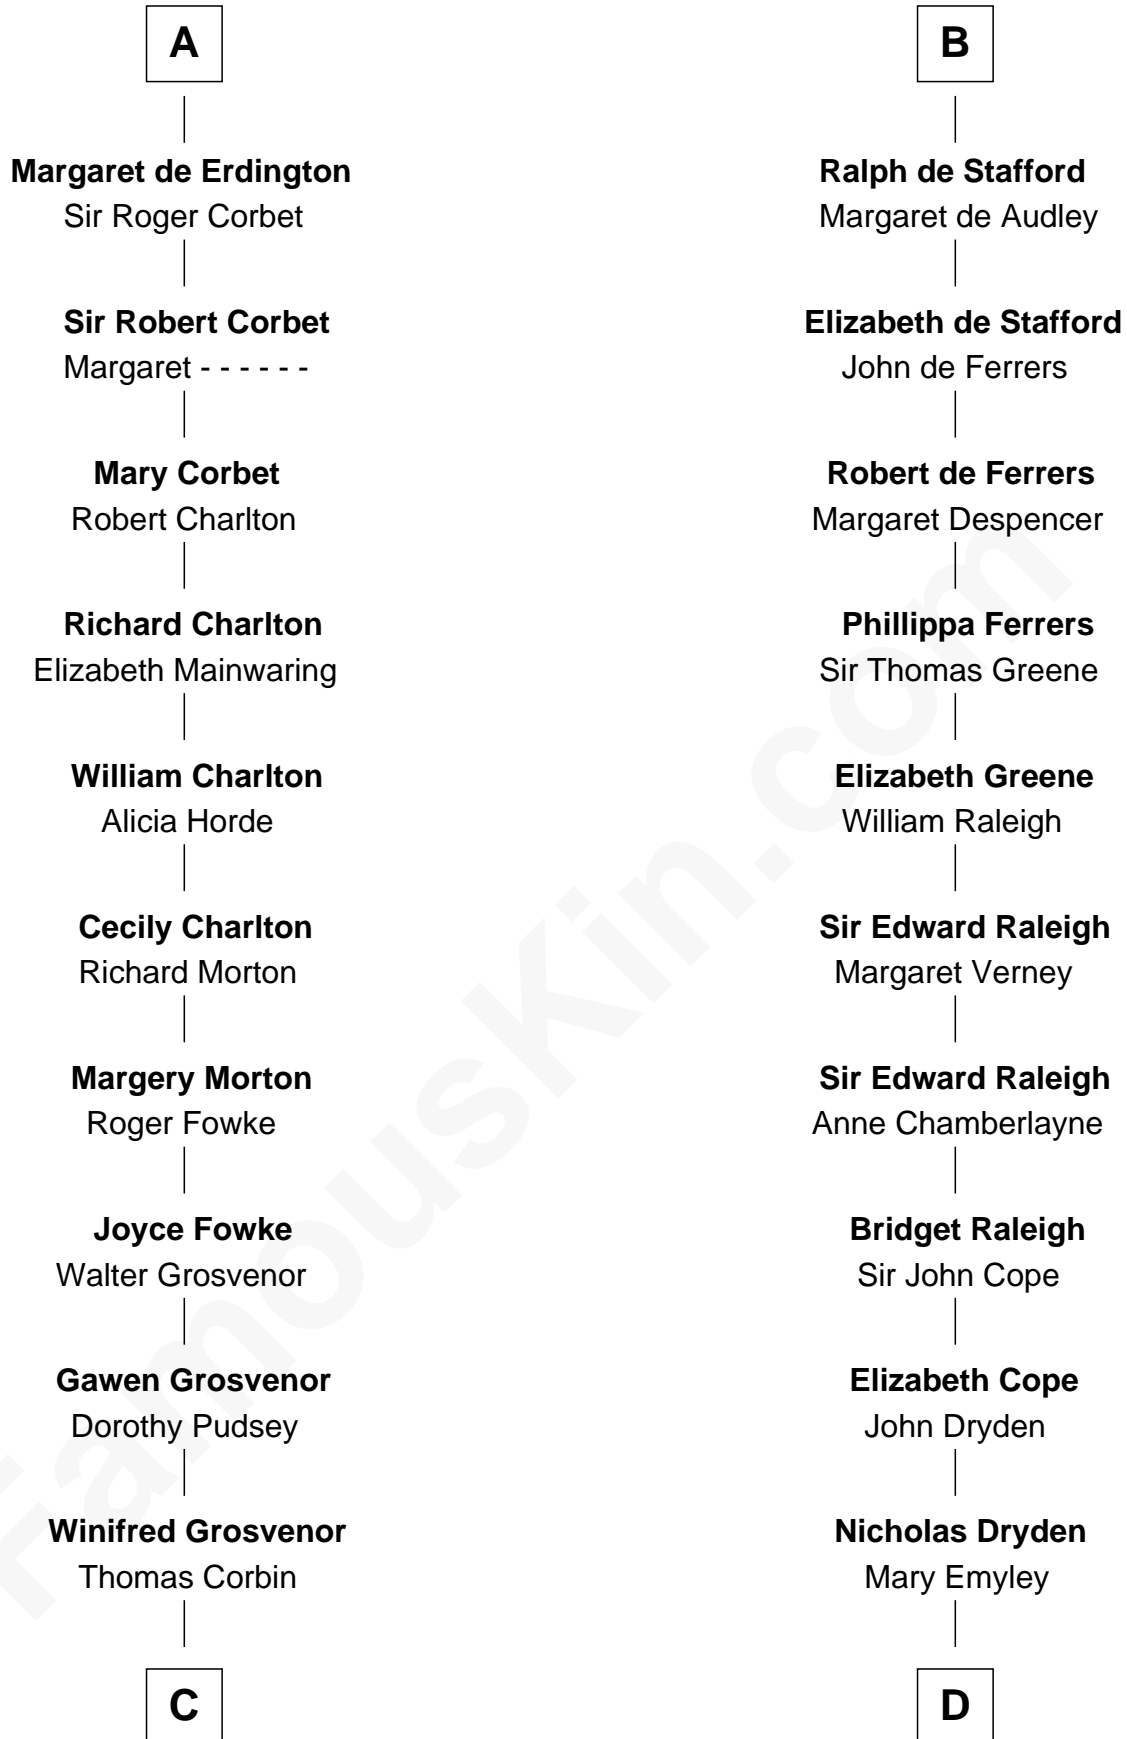 A
Margaret de Erdington
Sir Roger Corbet
Sir Robert Corbet
Margaret - - - - - -
Mary Corbet
Robert Charlton
Richard Charlton
Elizabeth Mainwaring
William Charlton
Alicia Horde
Cecily Charlton
Richard Morton
Margery Morton
Roger Fowke
Joyce Fowke
Walter Grosvenor
Gawen Grosvenor
Dorothy Pudsey
Winifred Grosvenor
Thomas Corbin
C
B
Ralph de Stafford
Margaret de Audley
Elizabeth de Stafford
John de Ferrers
Robert de Ferrers
Margaret Despencer
Phillippa Ferrers
Sir Thomas Greene
Elizabeth Greene
William Raleigh
Sir Edward Raleigh
Margaret Verney
Sir Edward Raleigh
Anne Chamberlayne
Bridget Raleigh
Sir John Cope
Elizabeth Cope
John Dryden
Nicholas Dryden
Mary Emyley
D
FamousKin.com